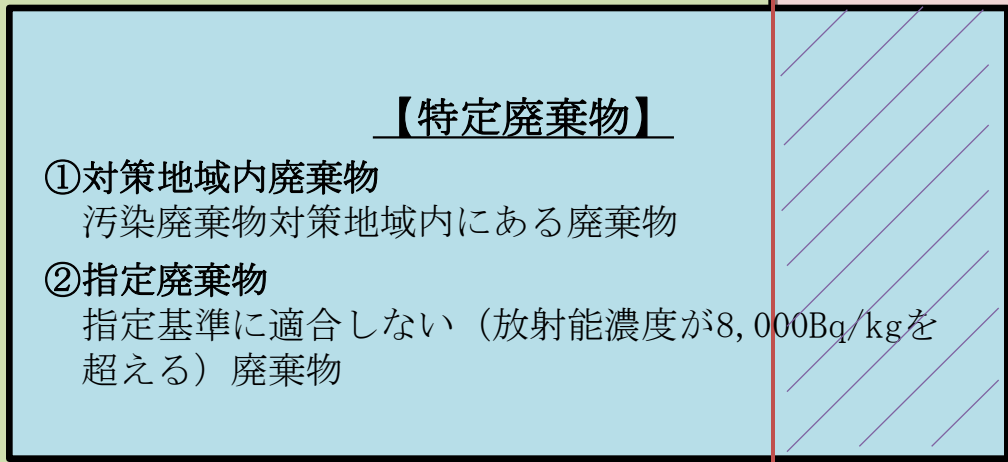 【特定廃棄物】
①対策地域内廃棄物
汚染廃棄物対策地域内にある廃棄物
②指定廃棄物
指定基準に適合しない（放射能濃度が8,000Bq/kgを
超える）廃棄物